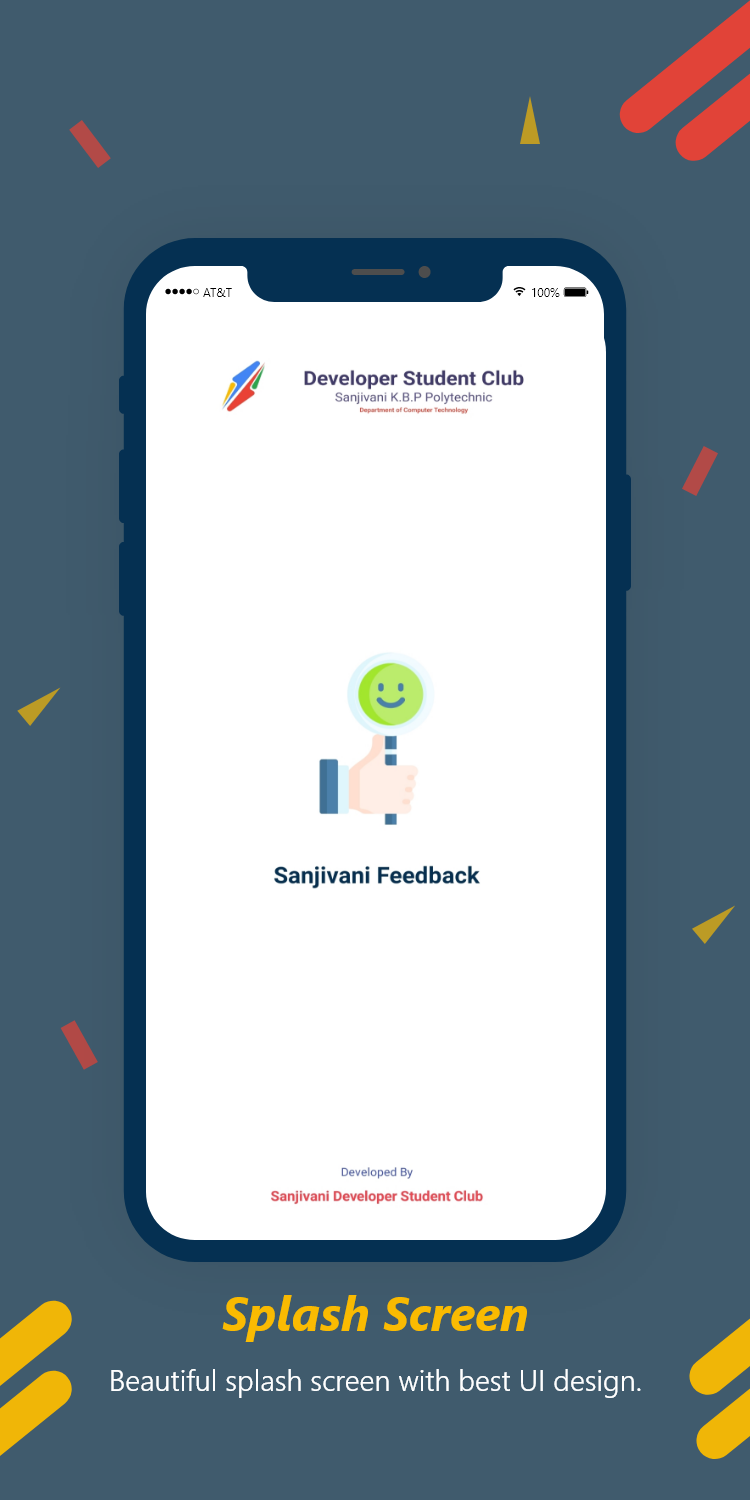 AT&T 100%
Developer Student Club
Sanjivani K.B.P Polytechnic
Department of Computer Technology
Sanjivani Feedback
Developed By
Sanjivani Developer Student Club
Splash Screen
Beautiful splash screen with best UI design.